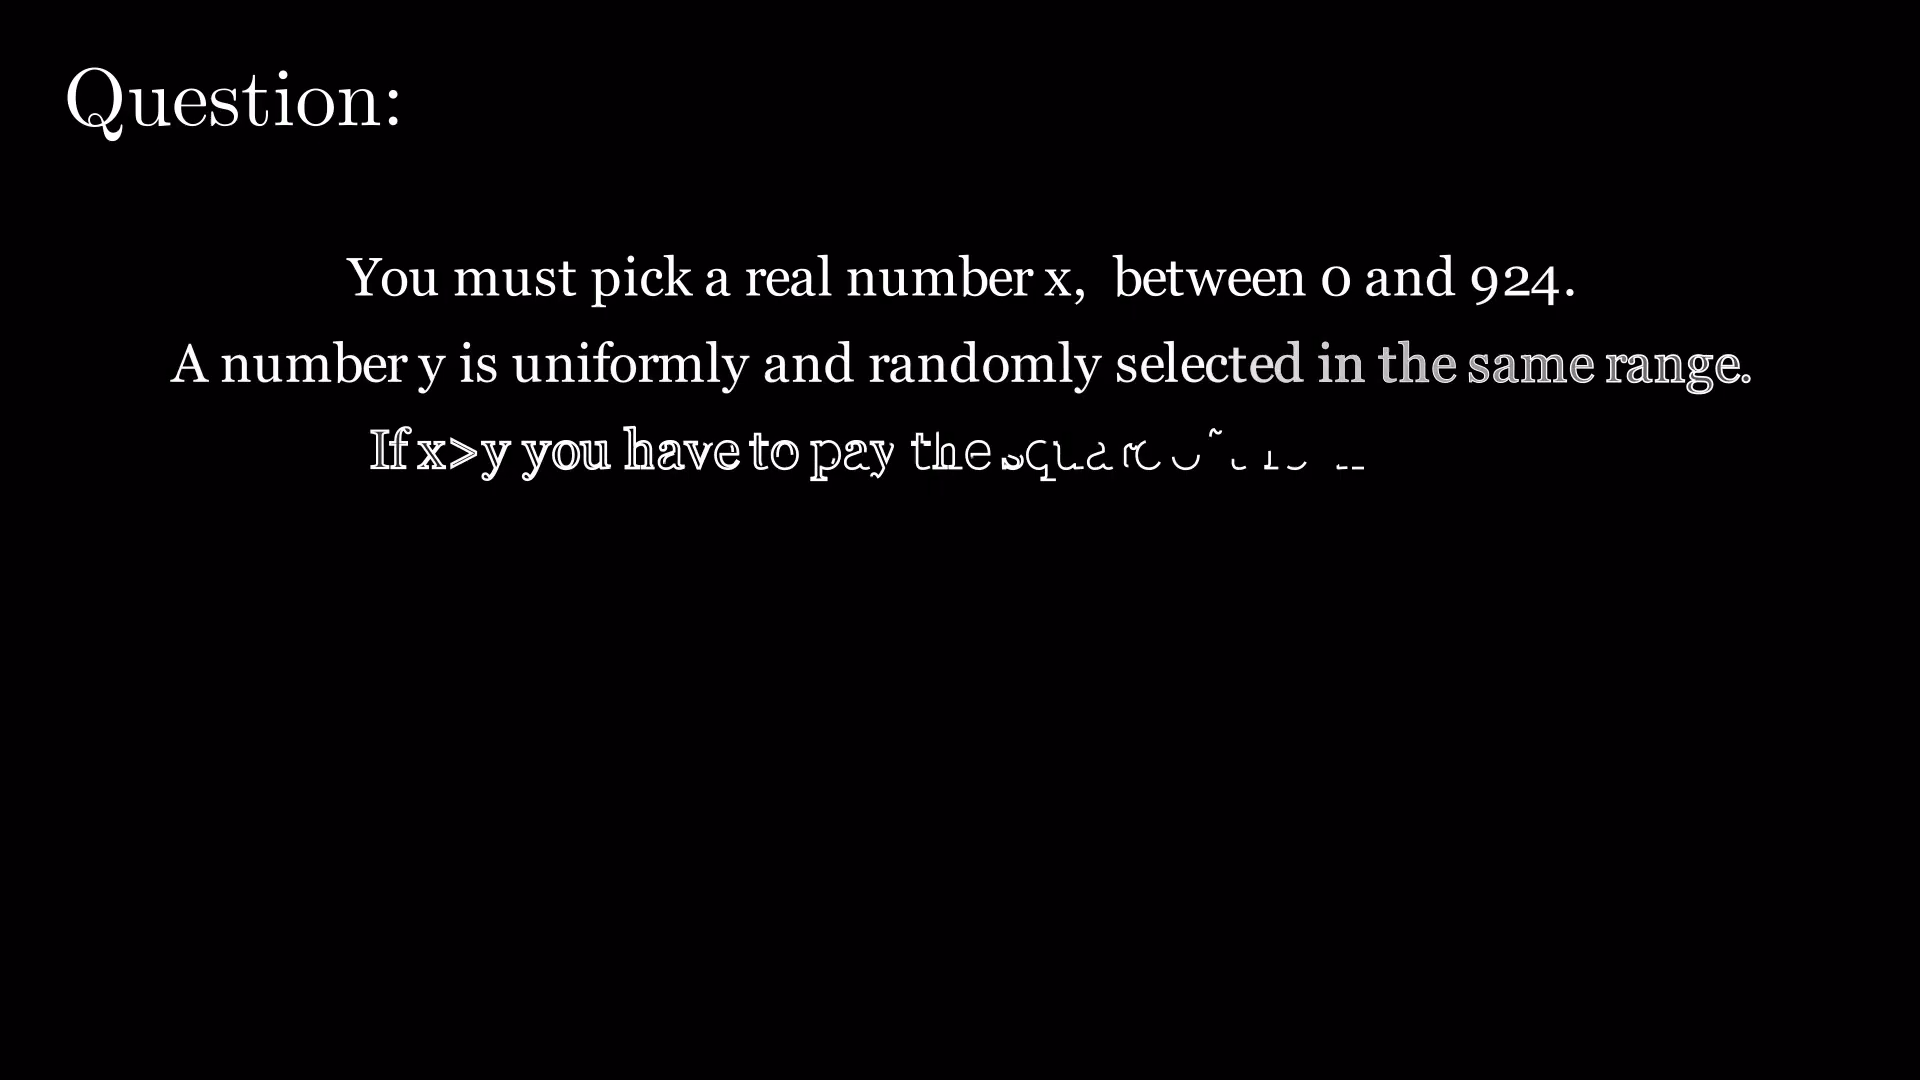 Question:
You must pick a real number x, between 0 and 924.
A number y is uniformly and randomly selected in the same range.
If x>y you have to pay the square